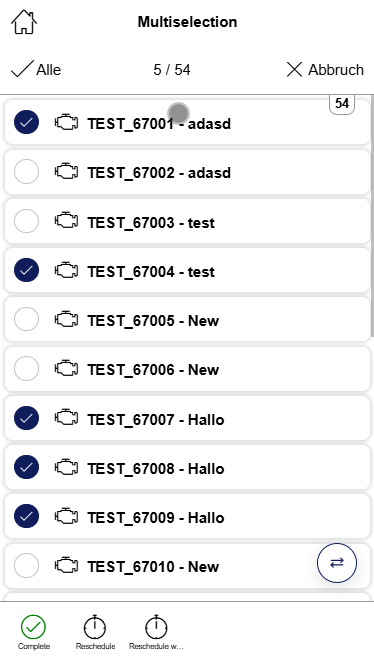 Multiselection
Alle
5 / 54
Abbruch
54
TEST_67001 - adasd
TEST_67002 - adasd
TEST_67003 - test
TEST_67004 - test
TEST_67005 - New
TEST_67006 - New
TEST_67007 - Hallo
TEST_67008 - Hallo
TEST_67009 - Hallo
TEST_67010 - New
Complete
Reschedule
Reschedule w...